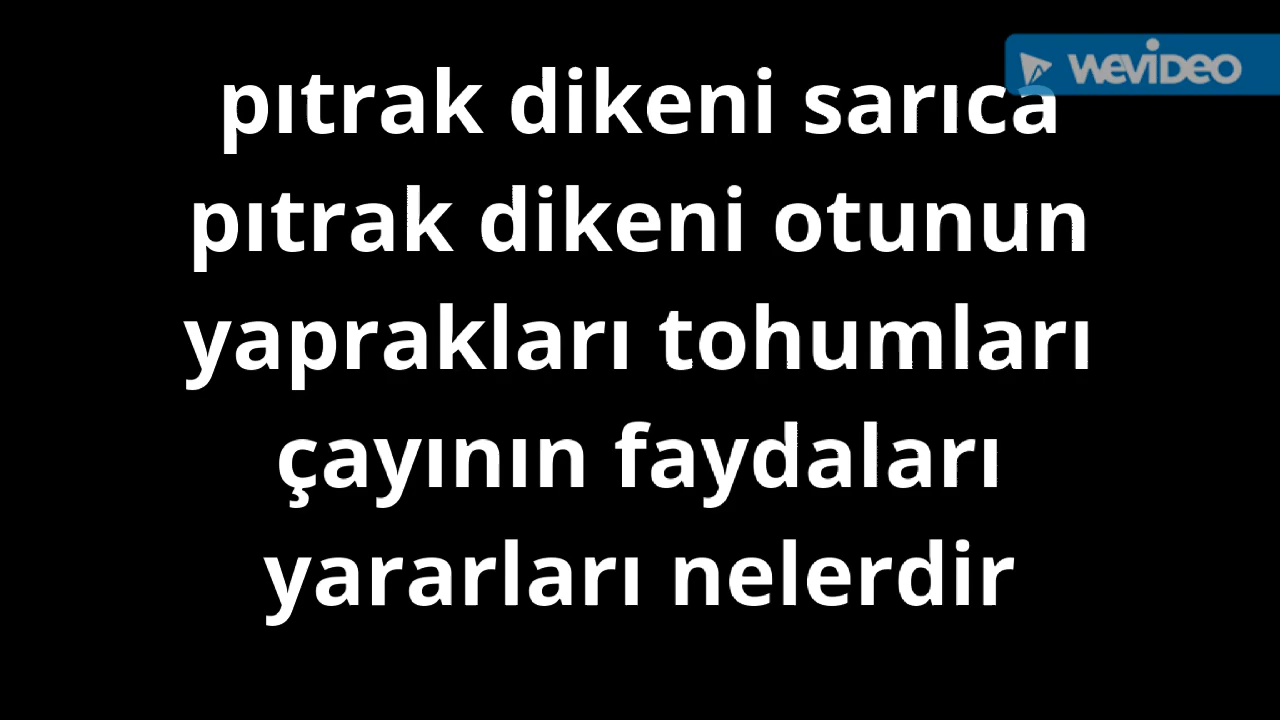 WEVIDEO
pıtrak dikeni sarıca
pıtrak dikeni otunun
yaprakları tohumları
çayının faydaları
yararları nelerdir